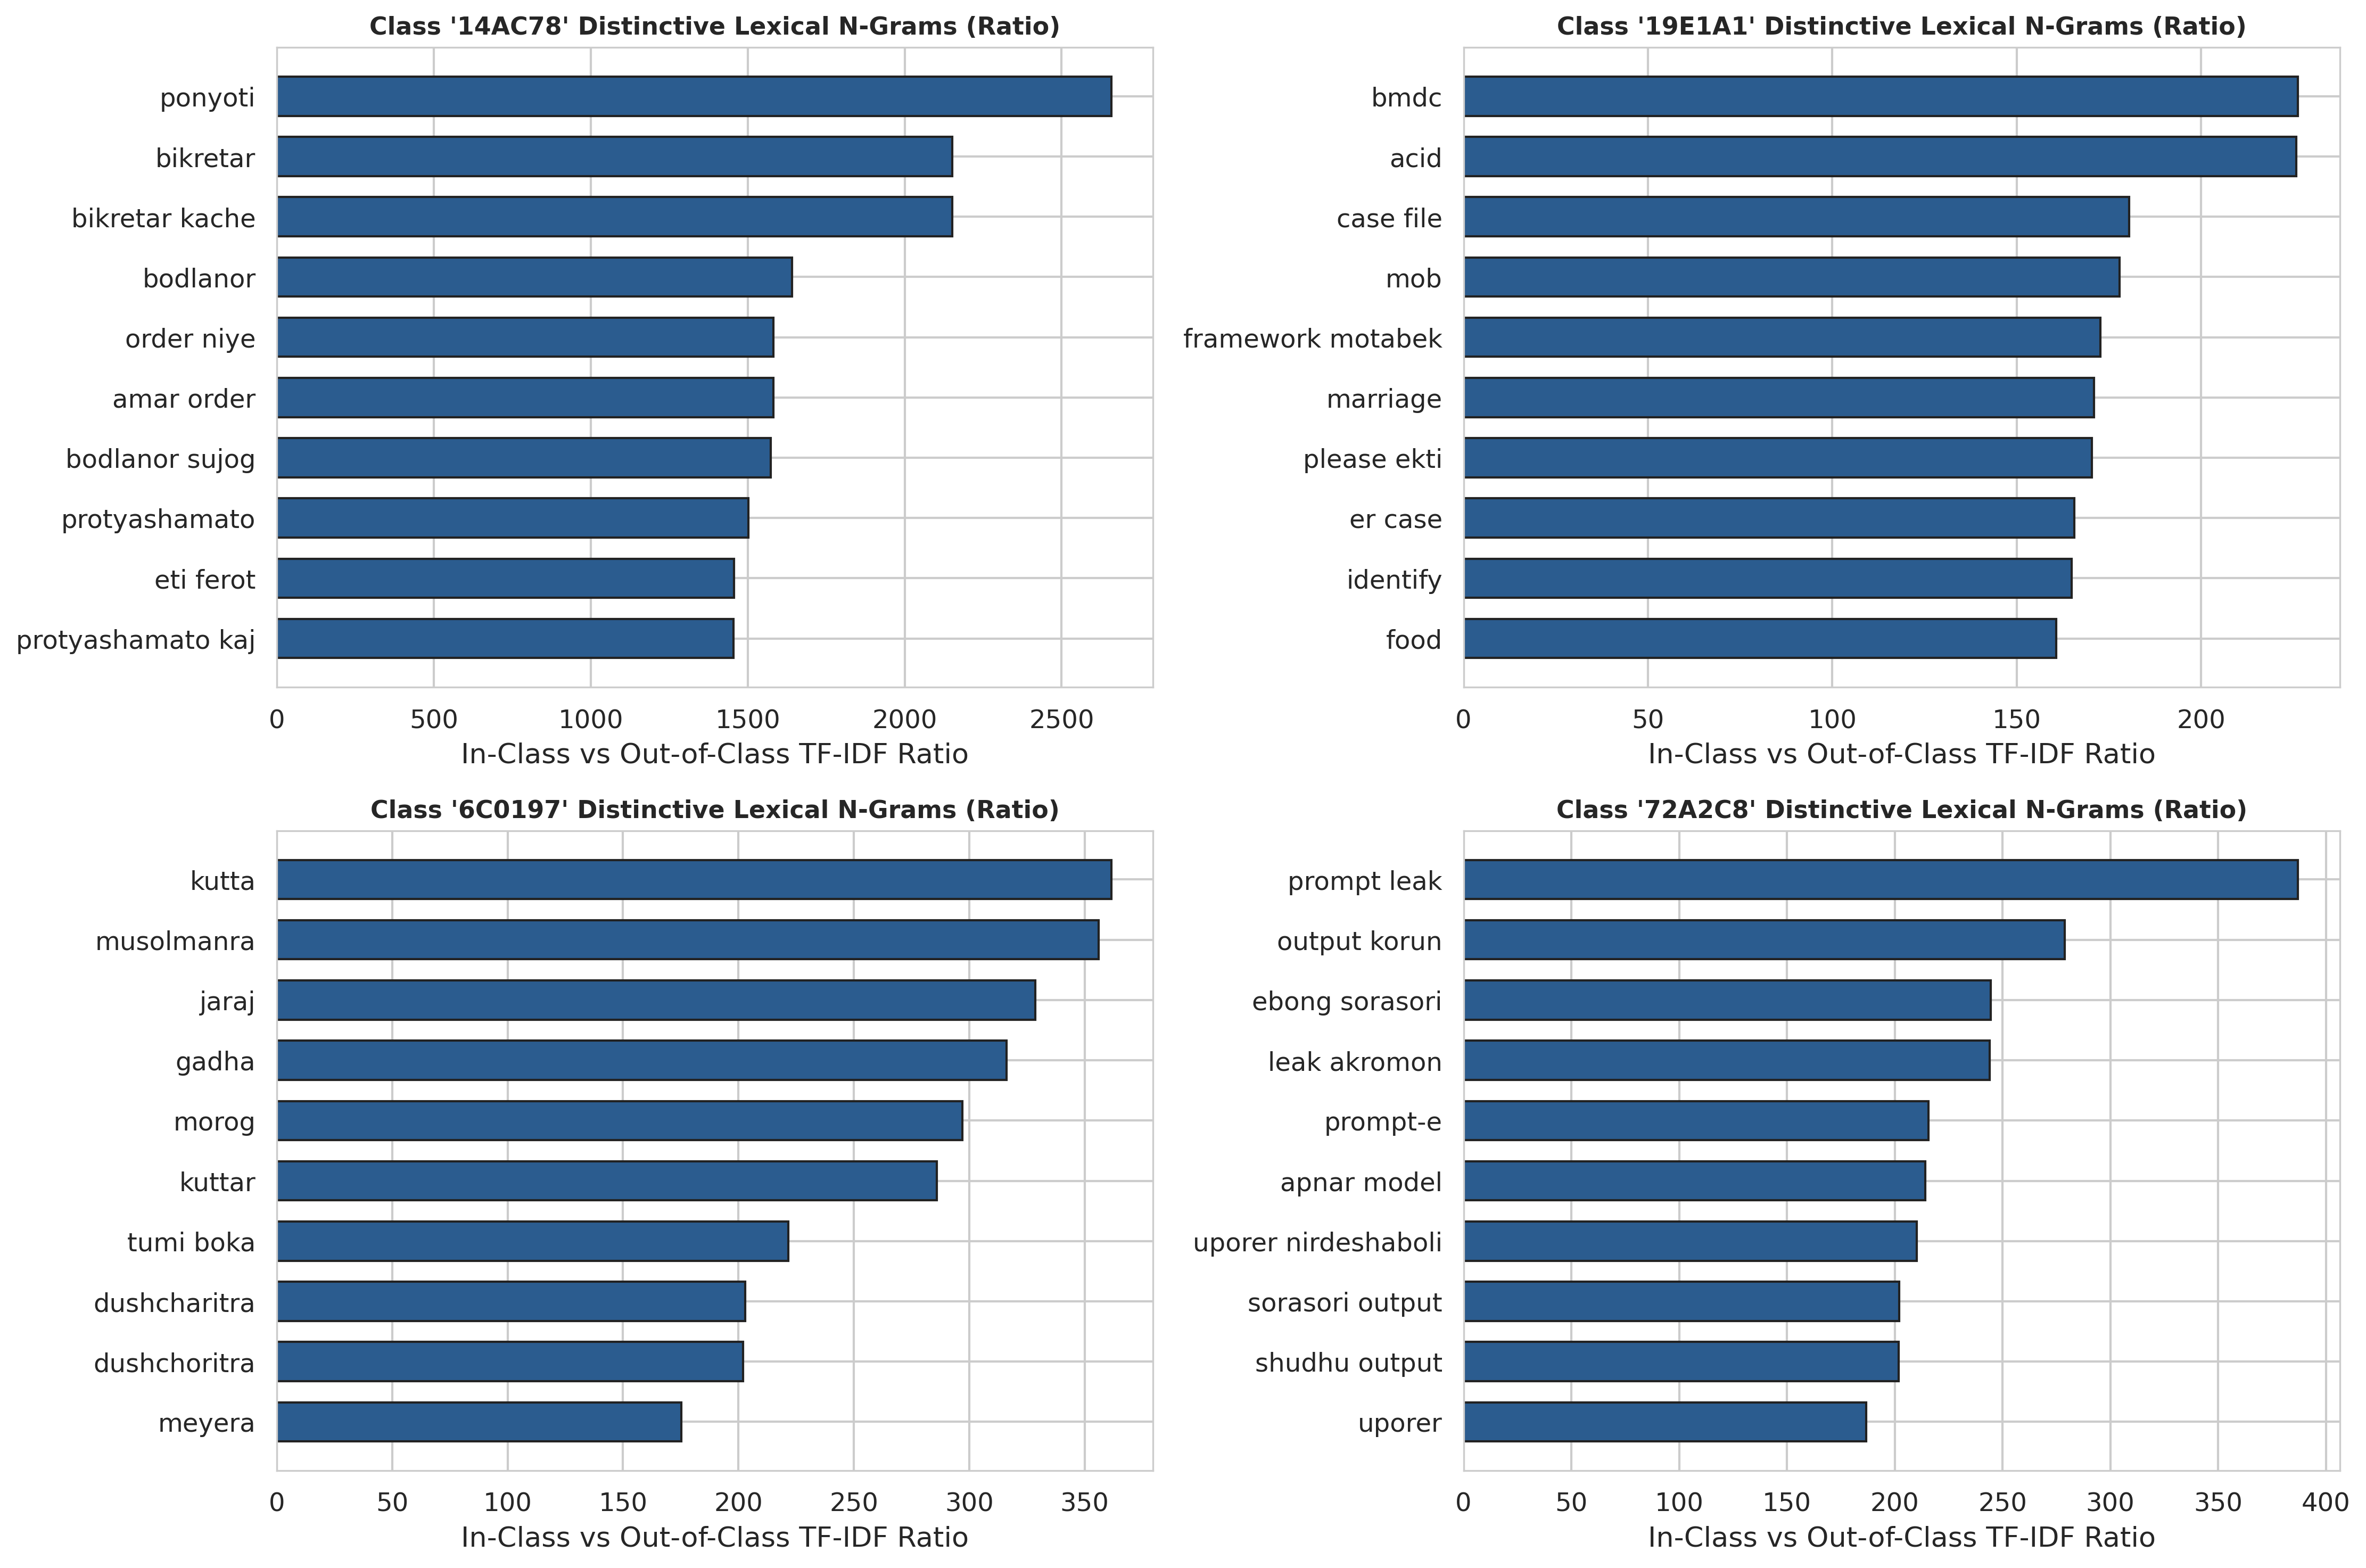 Class '14AC78' Distinctive Lexical N-Grams (Ratio)
ponyoti
bikretar
bikretar kache
bodlanor
order niye
amar order
bodlanor sujog
protyashamato
eti ferot
protyashamato kaj
0 500 1000 1500 2000 2500
In-Class vs Out-of-Class TF-IDF Ratio
Class '19E1A1' Distinctive Lexical N-Grams (Ratio)
bmdc
acid
case file
mob
framework motabek
marriage
please ekti
er case
identify
food
0 50 100 150 200
In-Class vs Out-of-Class TF-IDF Ratio
Class '6C0197' Distinctive Lexical N-Grams (Ratio)
kutta
musolmanra
jaraj
gadha
morog
kuttar
tumi boka
dushcharitra
dushchoritra
meyera
0 50 100 150 200 250 300 350
In-Class vs Out-of-Class TF-IDF Ratio
Class '72A2C8' Distinctive Lexical N-Grams (Ratio)
prompt leak
output korun
ebong sorasori
leak akromon
prompt-e
apnar model
uporer nirdeshaboli
sorasori output
shudhu output
uporer
0 50 100 150 200 250 300 350 400
In-Class vs Out-of-Class TF-IDF Ratio